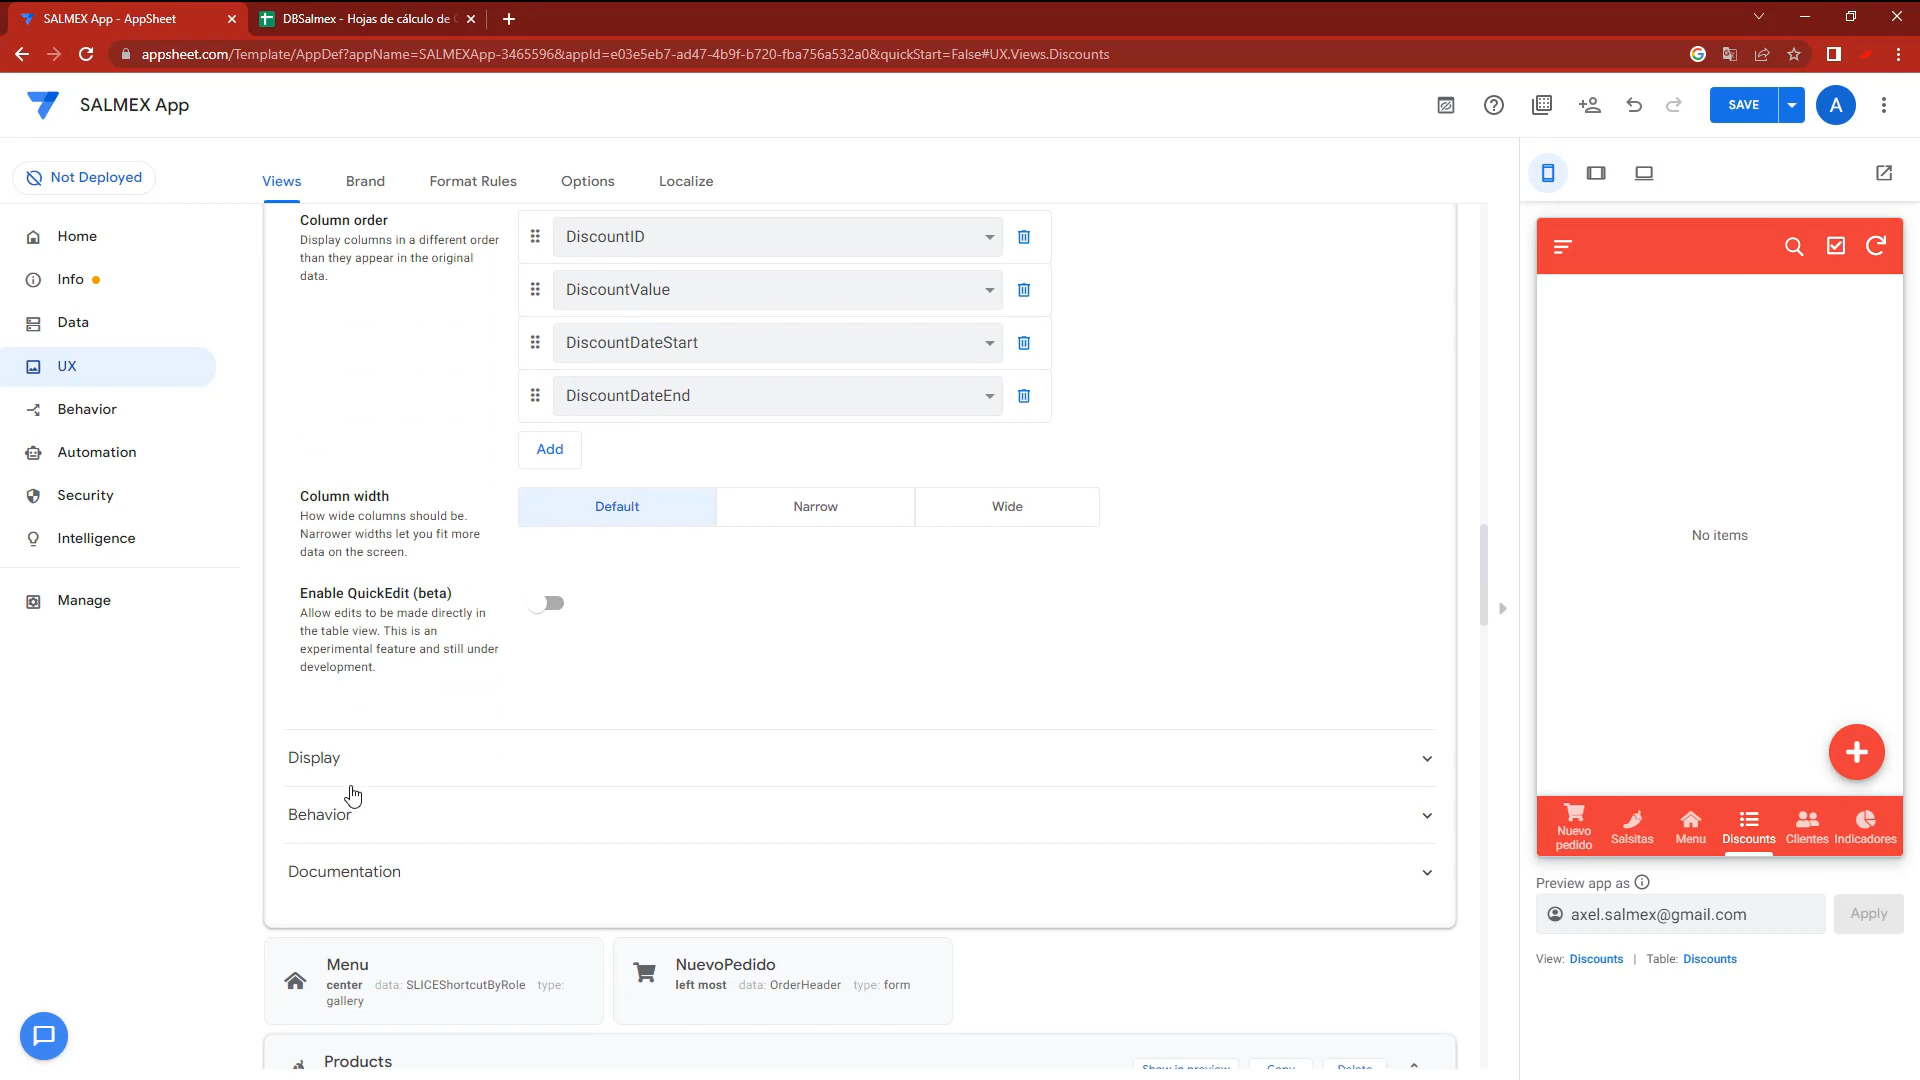 SALMEX App - AppSheet
DBSalmex - Hojas de cálculo de
appsheet.com/Template/AppDef?appName=SALMEXApp-3465596&appId=e03e5eb7-ad47-4b9f-b720-fba756a532a0&quickStart=False#UX.Views.Discounts
SALMEX App
SAVE
A
Not Deployed
Views
Brand
Format Rules
Options
Localize
Home
Info
Data
UX
Behavior
Automation
Security
Intelligence
Manage
Column order
Display columns in a different order
than they appear in the original
data.
DiscountID
DiscountValue
DiscountDateStart
DiscountDateEnd
Add
Column width
How wide columns should be.
Narrower widths let you fit more
data on the screen.
Default
Narrow
Wide
Enable QuickEdit (beta)
Allow edits to be made directly in
the table view. This is an
experimental feature and still under
development.
Display
Behavior
Documentation
Menu
center data: SLICEShortcutByRole type:
gallery
NuevoPedido
left most data: OrderHeader type: form
Products
Show in preview
Copy
Delete
No items
Nuevo
pedido
Salsitas
Menu
Discounts
Clientes
Indicadores
Preview app as
axel.salmex@gmail.com
Apply
View: Discounts | Table: Discounts